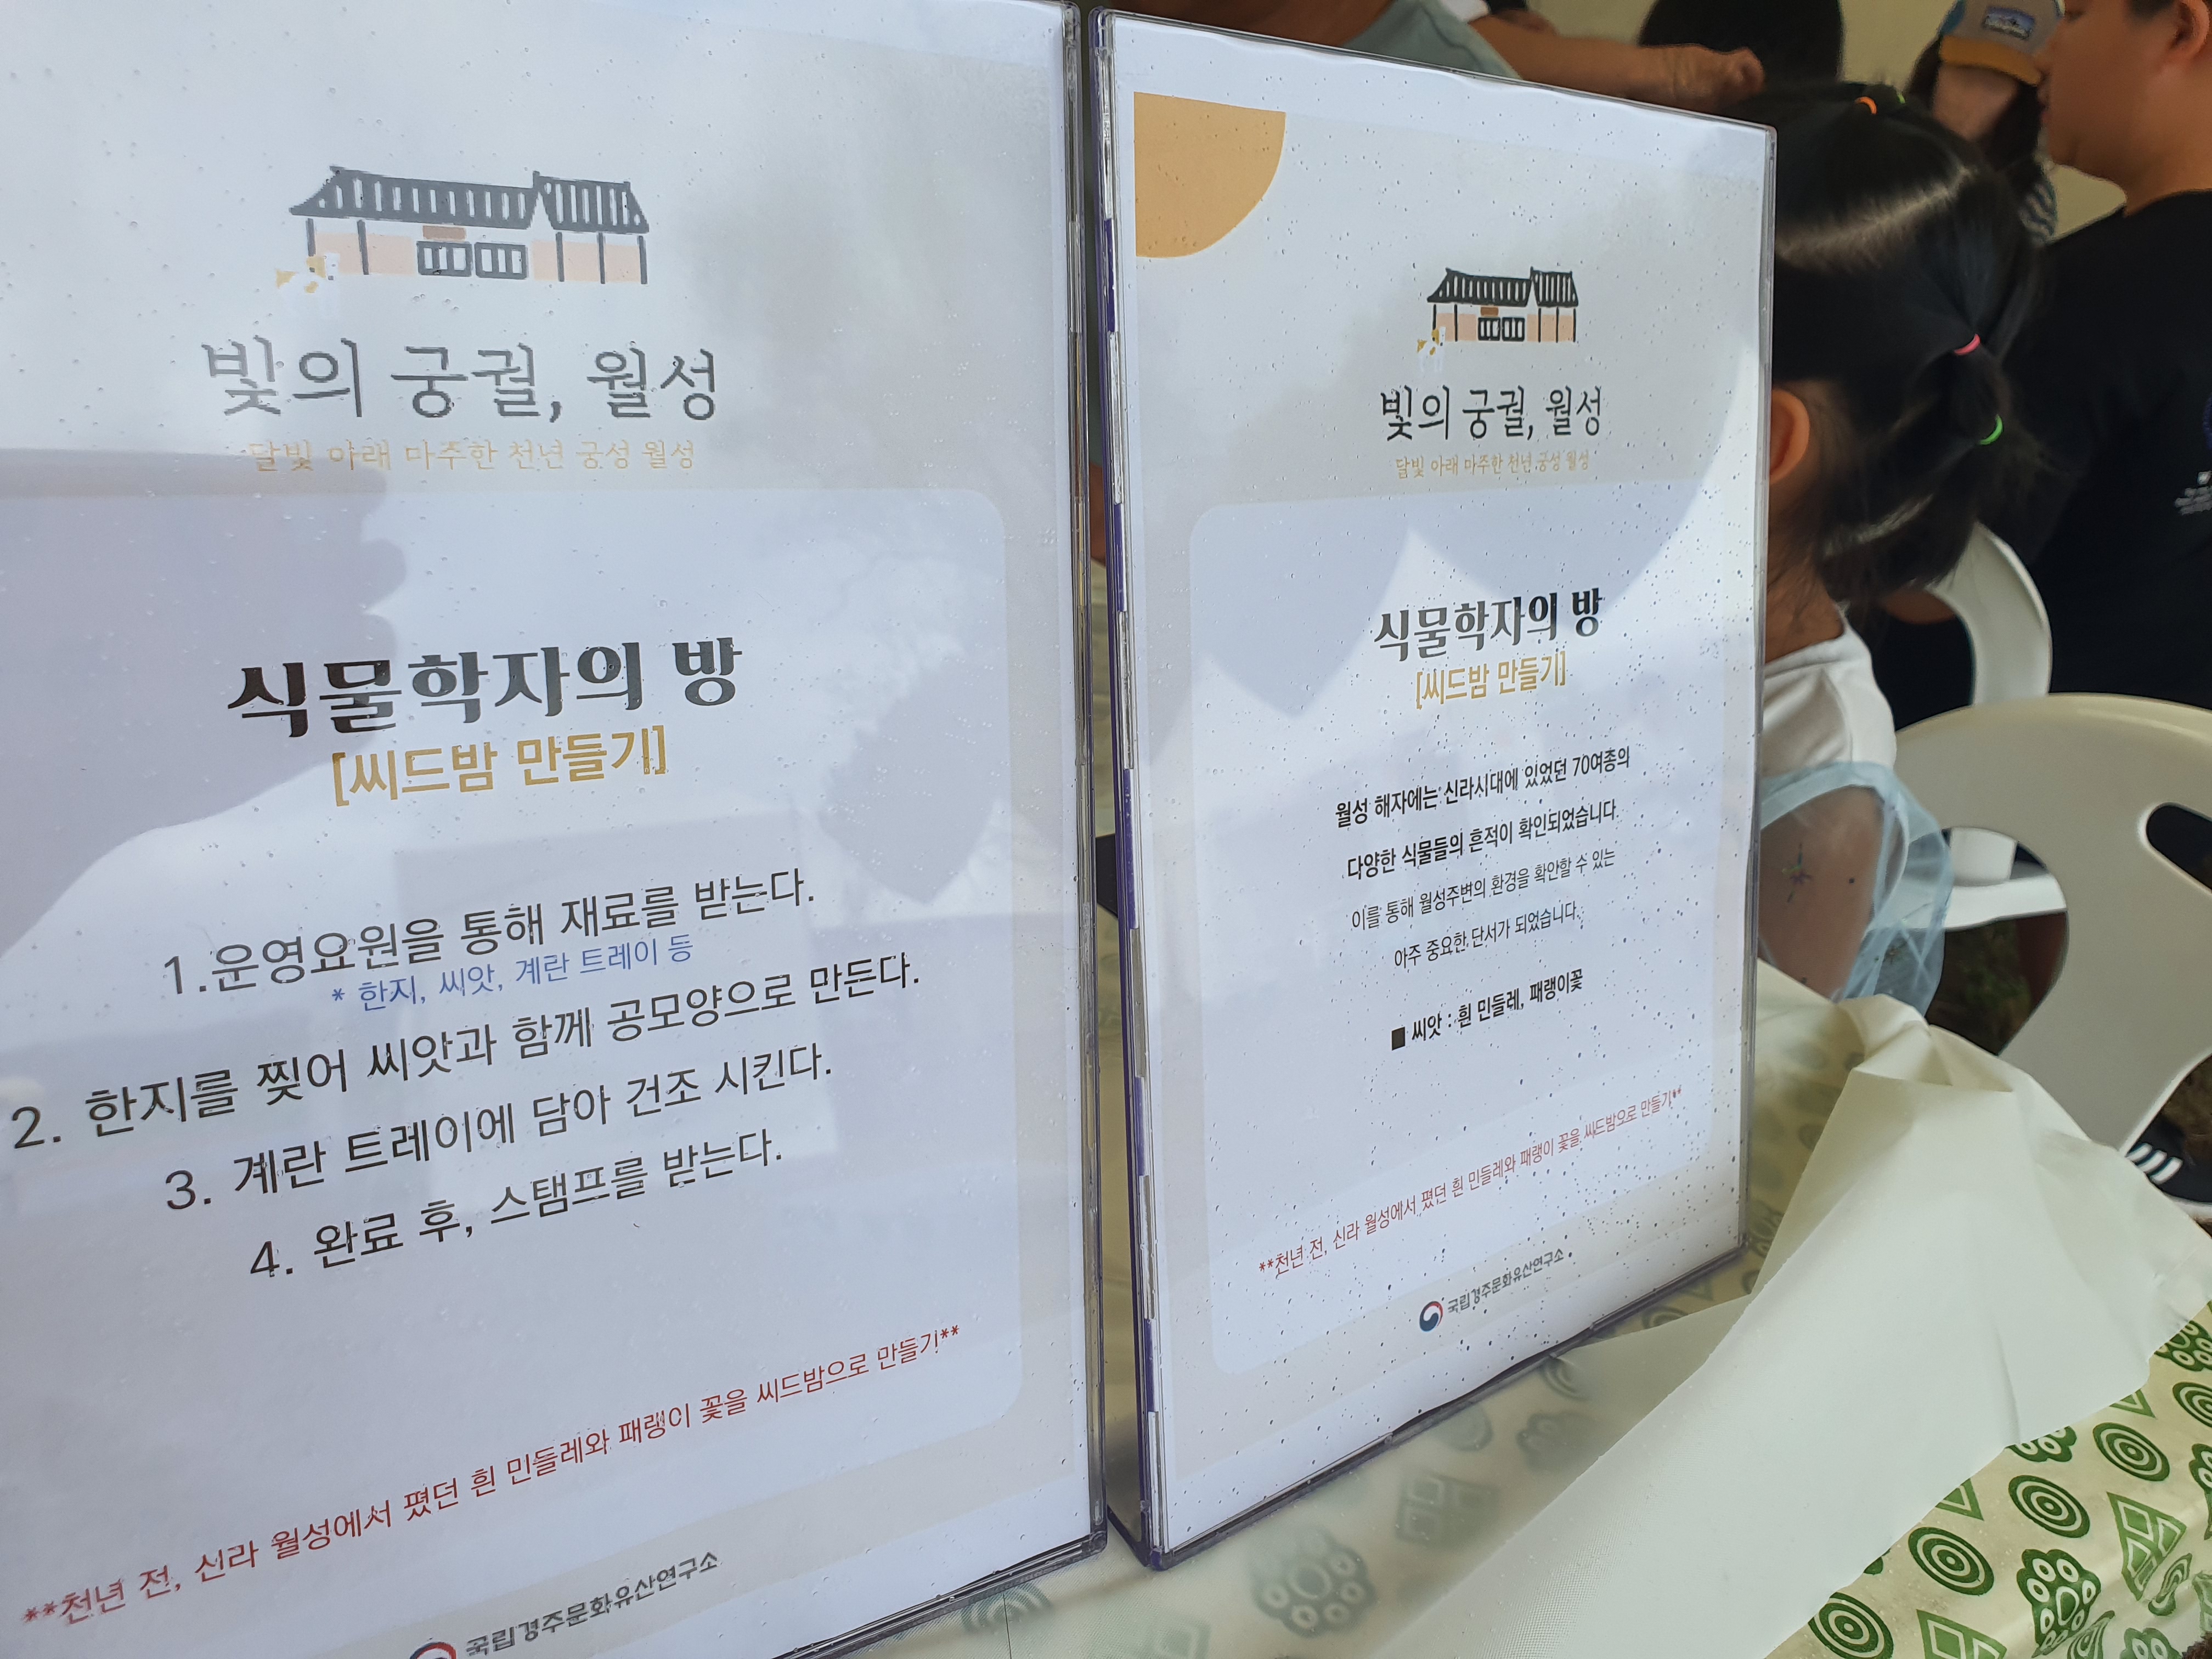 빛의 궁궐, 월성
달빛 아래 마주한 천년 궁성 월성
식물학자의 방
[씨드밤 만들기]
1.운영요원을 통해 재료를 받는다.
* 한지, 씨앗, 계란 트레이 등
2. 한지를 찢어 씨앗과 함께 공모양으로 만든다.
3. 계란 트레이에 담아 건조 시킨다.
4. 완료 후, 스탬프를 받는다.
**천년 전, 신라 월성에서 폈던 흰 민들레와 패랭이 꽃을 씨드밤으로 만들기**
국립경주문화유산연구소
빛의 궁궐, 월성
달빛 아래 마주한 천년 궁성 월성
식물학자의 방
[씨드밤 만들기]
월성 해자에는 신라시대에 있었던 70여종의
다양한 식물들의 흔적이 확인되었습니다.
이를 통해 월성주변의 환경을 확안할 수 있는
아주 중요한 단서가 되었습니다.
■ 씨앗 : 흰 민들레, 패랭이꽃
**천년 전, 신라 월성에서 폈던 흰 민들레와 패랭이 꽃을 씨드밤으로 만들기**
국립경주문화유산연구소